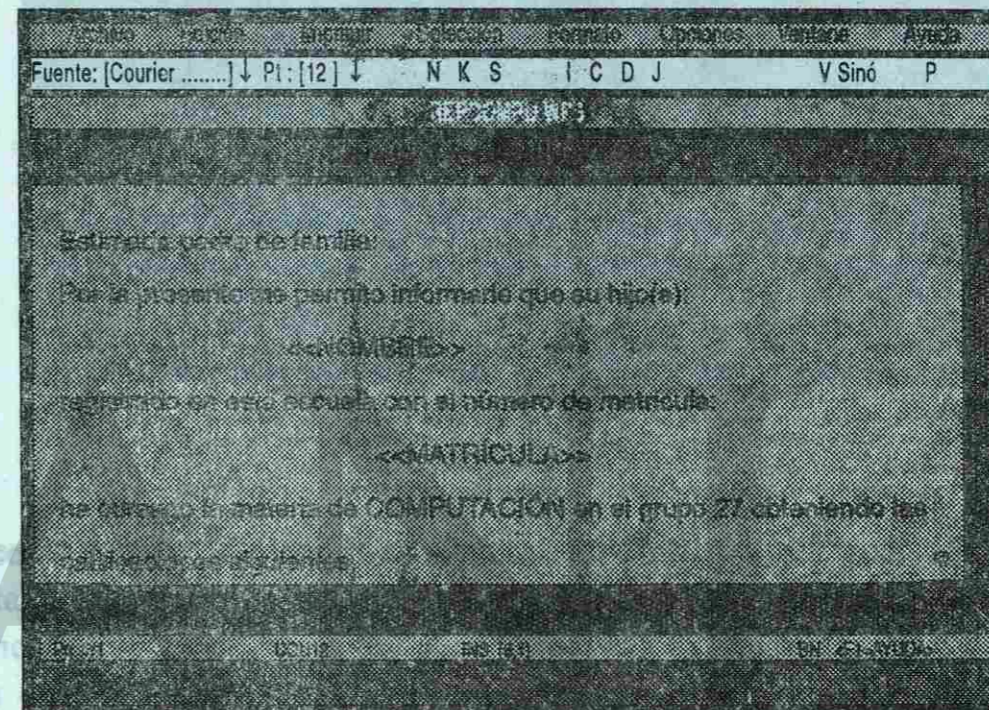 Archivo Edición Insertar Selección Formato Opciones Ventana Ayuda
Fuente: [Courier ........]↓ Pt : [12 ] ↓ N K S I C D J V Sinó P
REPCOMPU.WP5
Estimado padre de familia:
Por la presente me permito informarle que su hijo(a):
<<NOMBRE>>
registrado en esta escuela con el número de matrícula:
<<MATRÍCULA>>
ha cursado la materia de COMPUTACIÓN en el grupo 27 obteniendo las
calificaciones siguientes